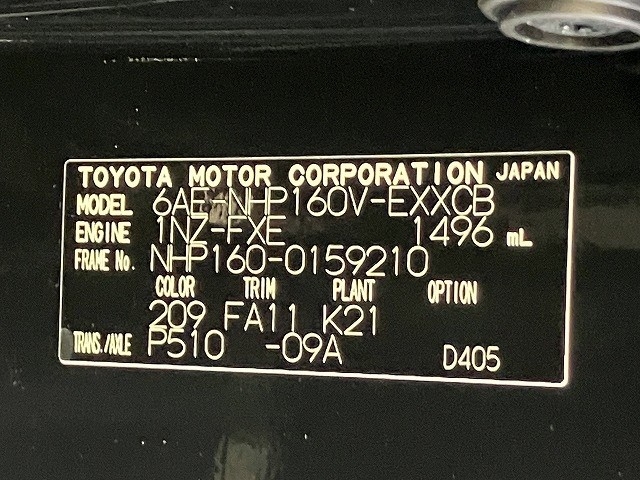 TOYOTA MOTOR CORPORATION JAPAN
MODEL 6AE-NHP160V-EXXCB
ENGINE 1NZ-FXE 1496 mL
FRAME No. NHP160-0159210
COLOR TRIM PLANT OPTION
209 FA11 K21
TRANS./AXLE P510 -09A D405